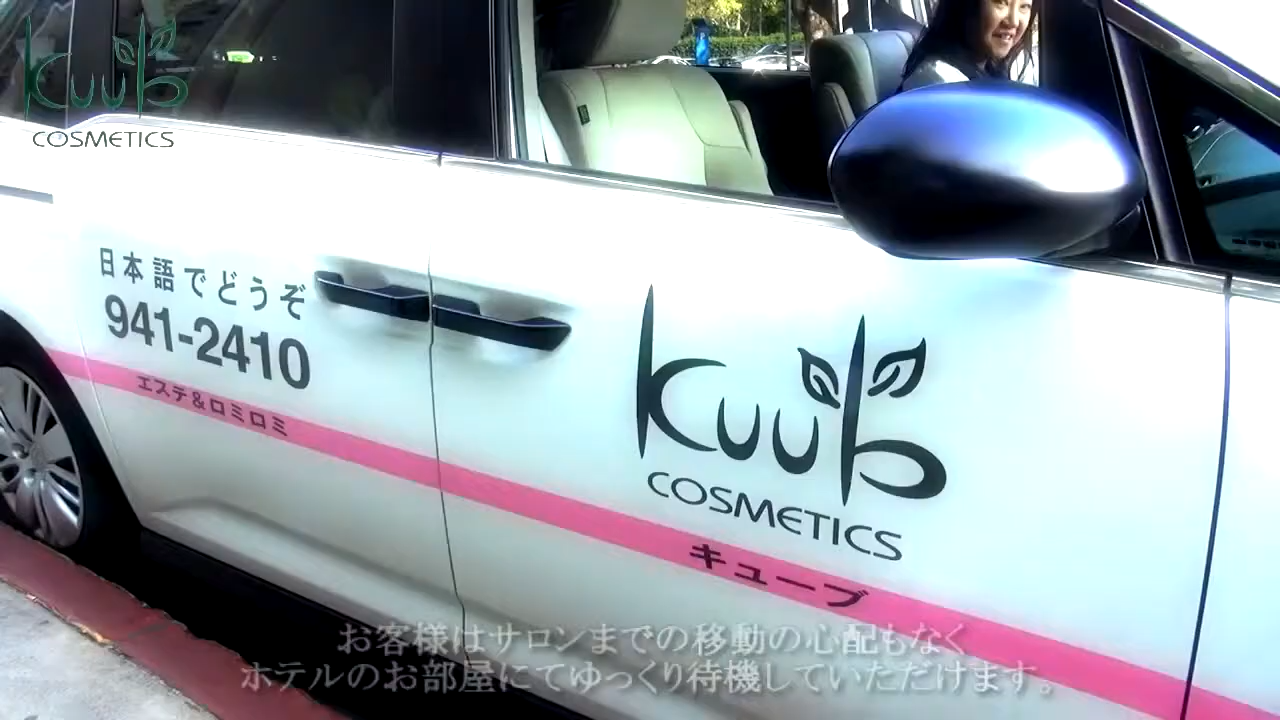 kuub
COSMETICS
日本語でどうぞ
941-2410
エステ&ロミロミ
kuub
COSMETICS
キューブ
お客様はサロンまでの移動の心配もなく
ホテルのお部屋にてゆっくり待機していただけます。